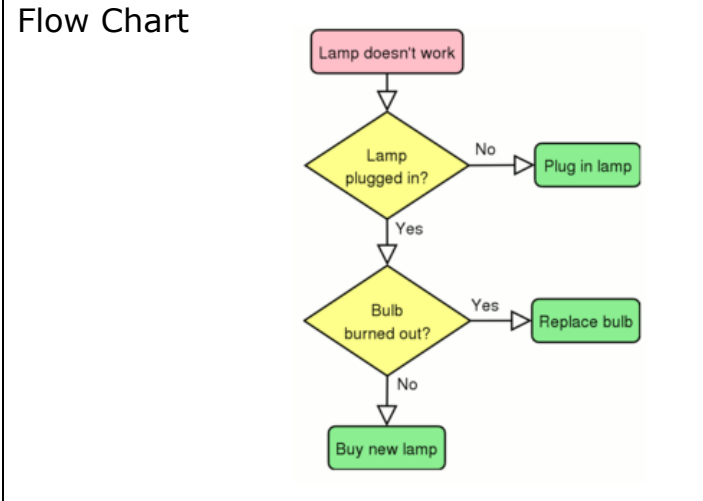 Flow Chart
Lamp doesn't work
Lamp
plugged in?
No
Plug in lamp
Yes
Bulb
burned out?
Yes
Replace bulb
No
Buy new lamp